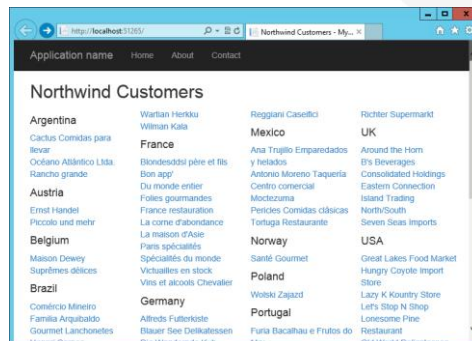 http://localhost:31265/
Northwind Customers - My...
Application name Home About Contact
Northwind Customers
Argentina
Cactus Comidas para
llevar
Océano Atlántico Ltda.
Rancho grande
Austria
Ernst Handel
Piccolo und mehr
Belgium
Maison Dewey
Suprêmes délices
Brazil
Comércio Mineiro
Familia Arquibaldo
Gourmet Lanchonetes
Wartian Herkku
Wilman Kala
France
Blondesddsl père et fils
Bon app'
Du monde entier
Folies gourmandes
France restauration
La corne d'abondance
La maison d'Asie
Paris spécialités
Spécialités du monde
Victuailles en stock
Vins et alcools Chevalier
Germany
Alfreds Futterkiste
Blauer See Delikatessen
Reggiani Caseifici
Mexico
Ana Trujillo Emparedados
y helados
Antonio Moreno Taquería
Centro comercial
Moctezuma
Pericles Comidas clásicas
Tortuga Restaurante
Norway
Santé Gourmet
Poland
Wolski Zajazd
Portugal
Furia Bacalhau e Frutos do
Richter Supermarkt
UK
Around the Horn
B's Beverages
Consolidated Holdings
Eastern Connection
Island Trading
North/South
Seven Seas Imports
USA
Great Lakes Food Market
Hungry Coyote Import
Store
Lazy K Kountry Store
Let's Stop N Shop
Lonesome Pine
Restaurant